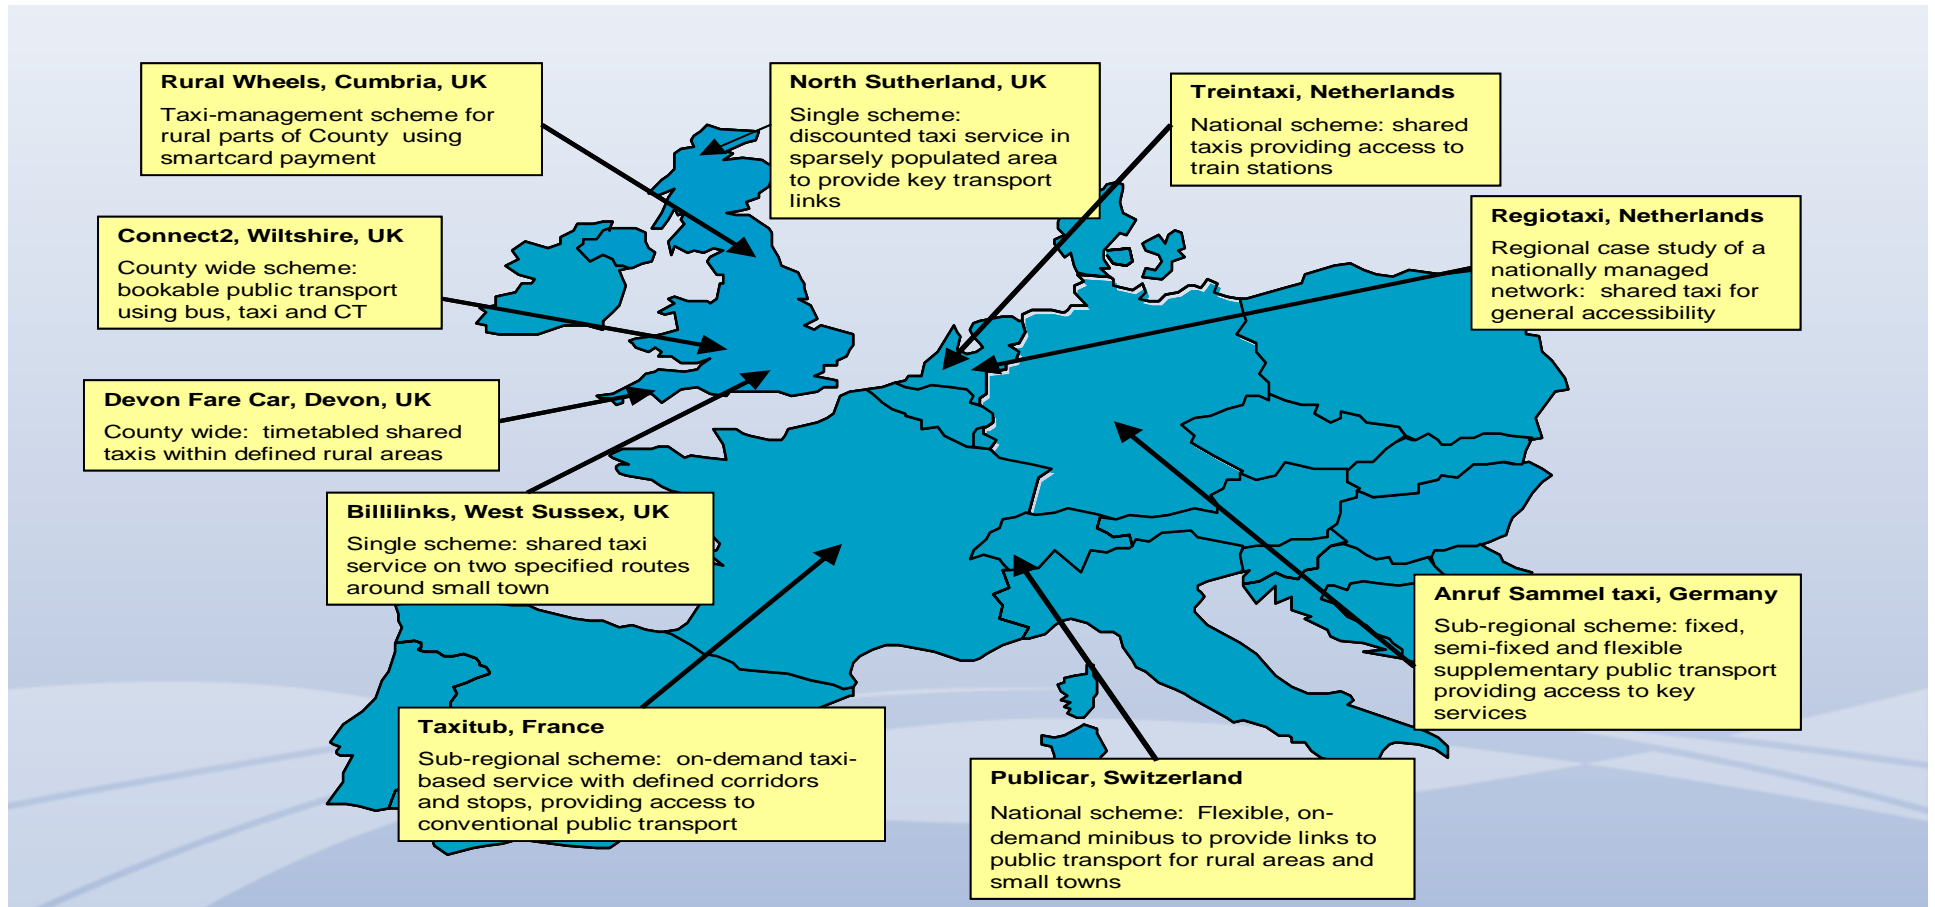 Rural Wheels, Cumbria, UK
Taxi-management scheme for
rural parts of County using
smartcard payment
North Sutherland, UK
Single scheme:
discounted taxi service in
sparsely populated area
to provide key transport
links
Treintaxi, Netherlands
National scheme: shared
taxis providing access to
train stations
Regiotaxi, Netherlands
Regional case study of a
nationally managed
network: shared taxi for
general accessibility
Connect2, Wiltshire, UK
County wide scheme:
bookable public transport
using bus, taxi and CT
Devon Fare Car, Devon, UK
County wide: timetabled shared
taxis within defined rural areas
Billilinks, West Sussex, UK
Single scheme: shared taxi
service on two specified routes
around small town
Anruf Sammel taxi, Germany
Sub-regional scheme: fixed,
semi-fixed and flexible
supplementary public transport
providing access to key
services
Taxitub, France
Sub-regional scheme: on-demand taxi-
based service with defined corridors
and stops, providing access to
conventional public transport
Publicar, Switzerland
National scheme: Flexible, on-
demand minibus to provide links to
public transport for rural areas and
small towns